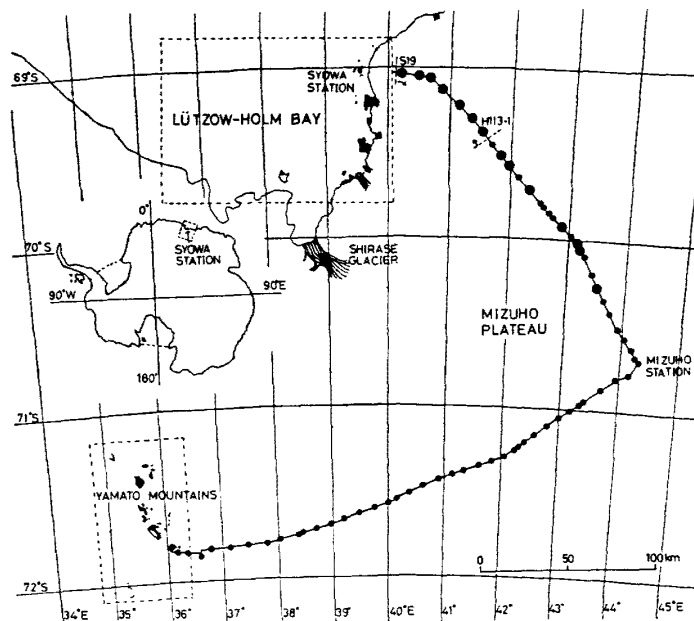 69°S
SYOWA
STATION
S19
LÜTZOW-HOLM BAY
H113-1
0°
SYOWA
STATION
70°S
SHIRASE
GLACIER
90°W
90°E
MIZUHO
PLATEAU
160°
MIZUHO
STATION
71°S
YAMATO MOUNTAINS
0 50 100 km
72°S
34°E 35° 36° 37° 38° 39° 40°E 41° 42° 43° 44° 45°E